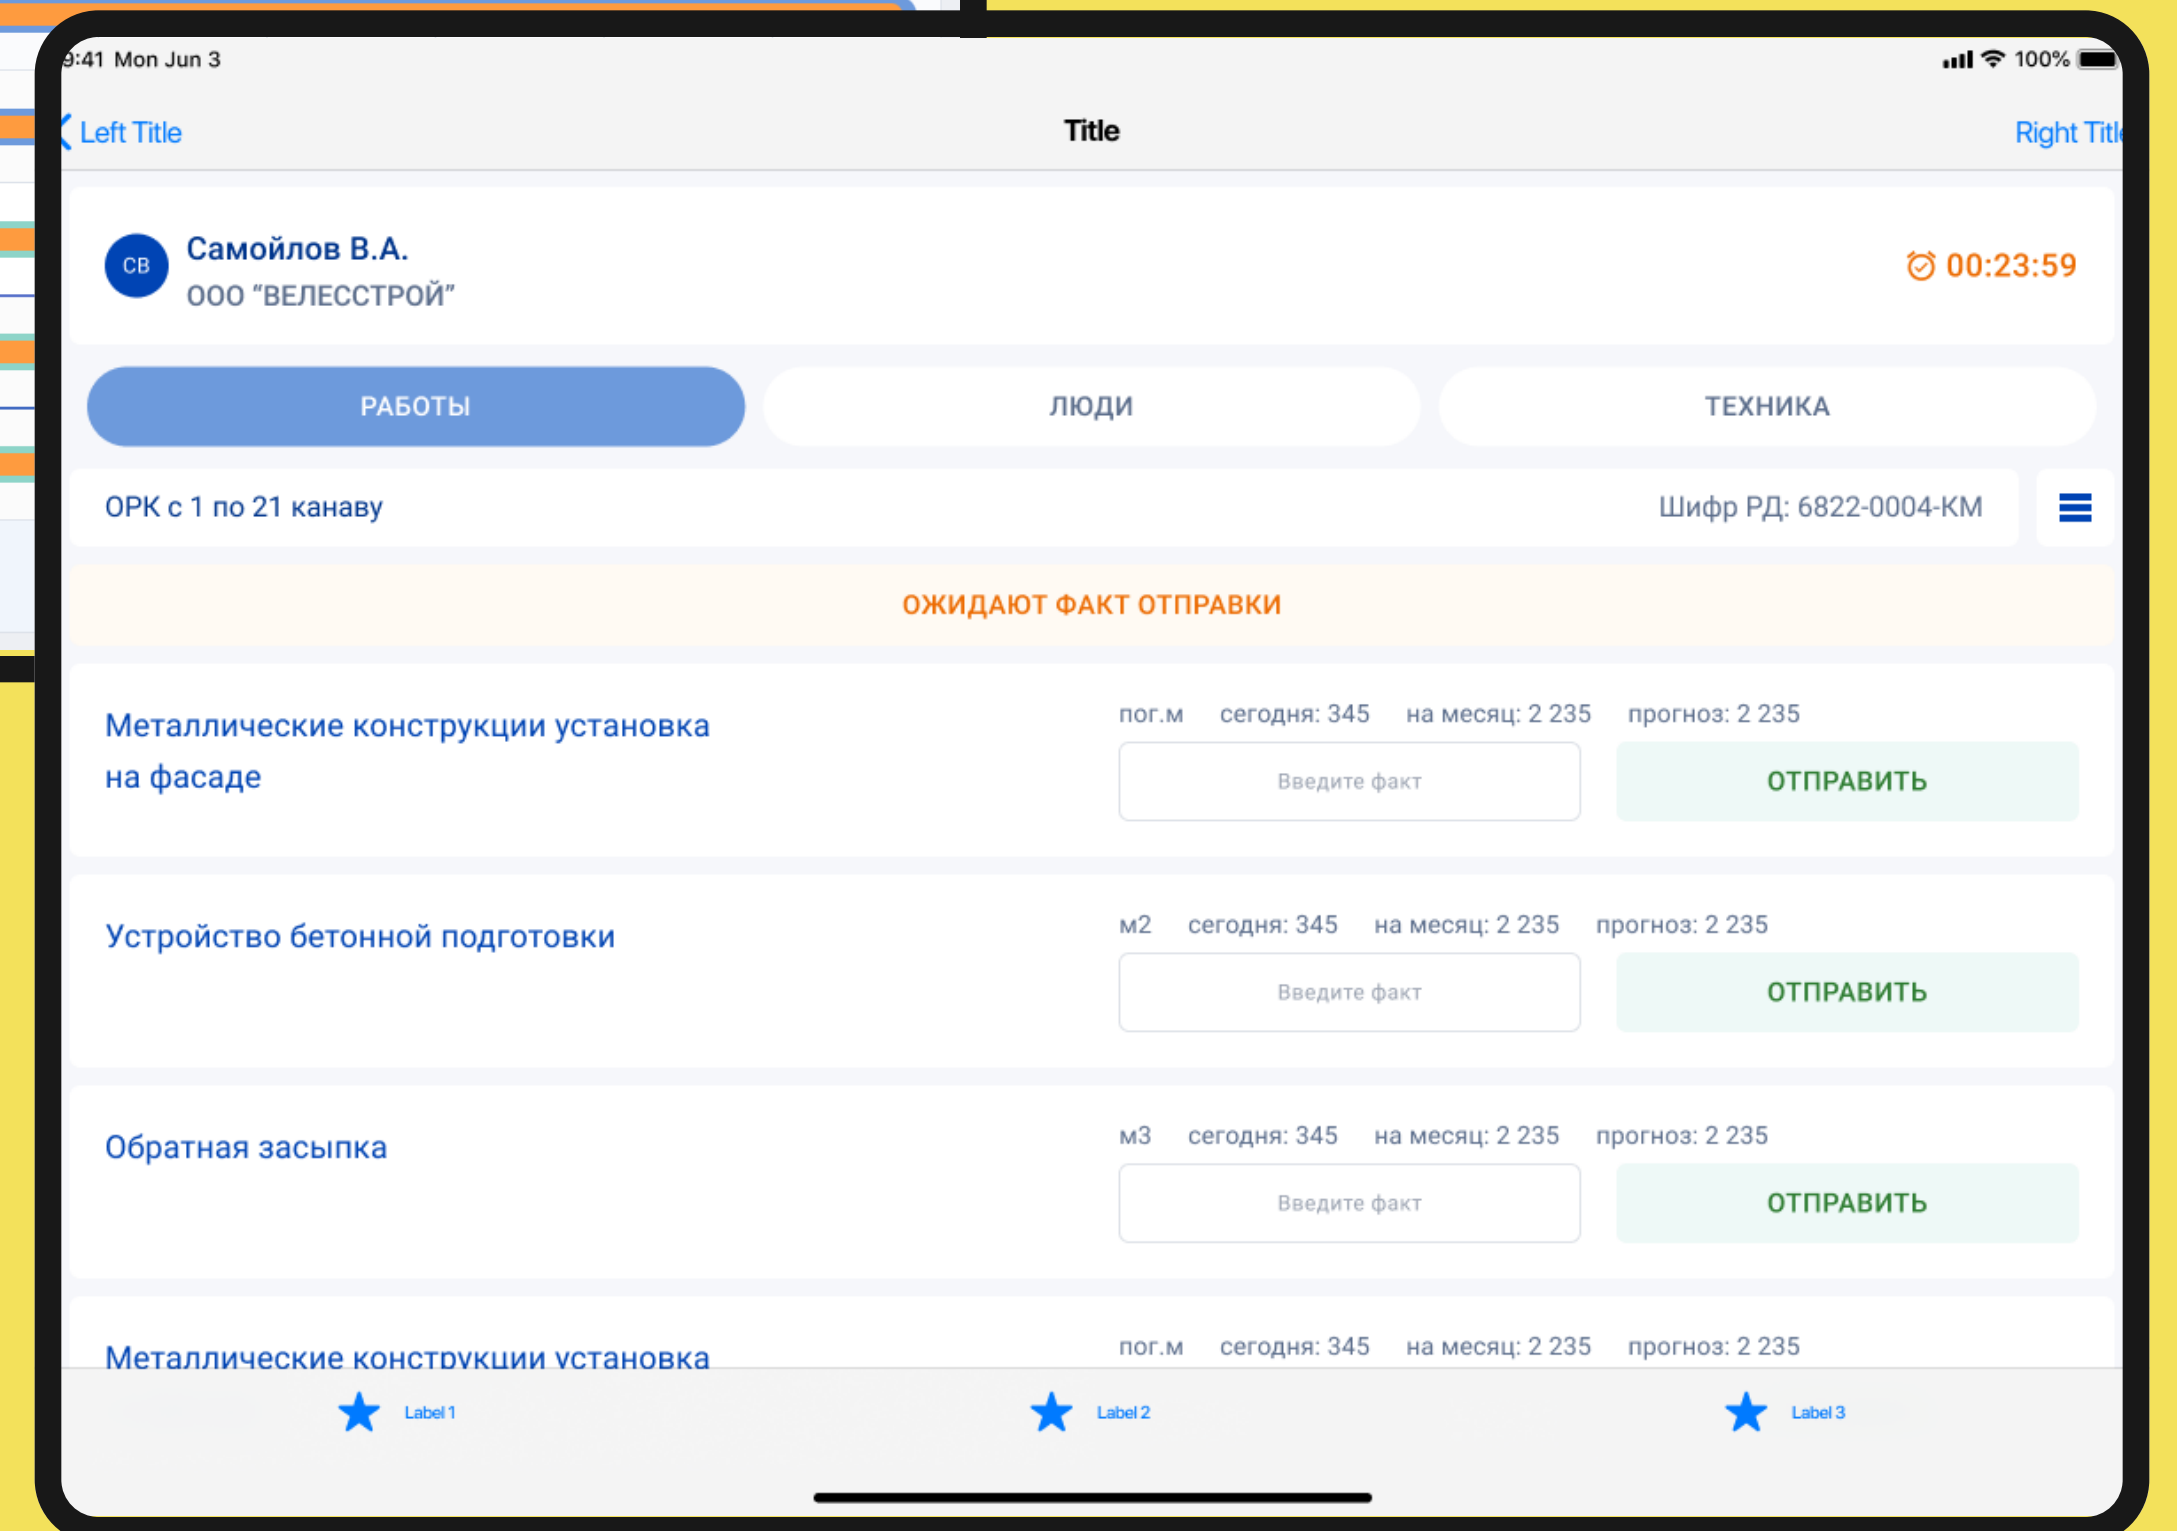 9:41 Mon Jun 3
100%
Left Title
Title
Right Title
СВ
Самойлов В.А.
ООО “ВЕЛЕССТРОЙ”
00:23:59
РАБОТЫ
ЛЮДИ
ТЕХНИКА
ОРК с 1 по 21 канаву
Шифр РД: 6822-0004-КМ
ОЖИДАЮТ ФАКТ ОТПРАВКИ
Металлические конструкции установка
на фасаде
пог.м сегодня: 345 на месяц: 2 235 прогноз: 2 235
Введите факт
ОТПРАВИТЬ
Устройство бетонной подготовки
м2 сегодня: 345 на месяц: 2 235 прогноз: 2 235
Введите факт
ОТПРАВИТЬ
Обратная засыпка
м3 сегодня: 345 на месяц: 2 235 прогноз: 2 235
Введите факт
ОТПРАВИТЬ
Металлические конструкции установка
пог.м сегодня: 345 на месяц: 2 235 прогноз: 2 235
Label 1
Label 2
Label 3